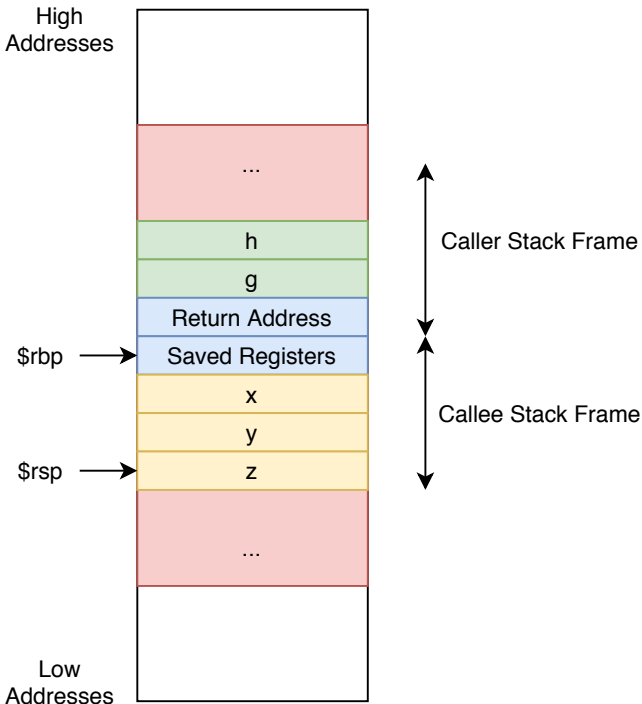 High
Addresses
...
h
g
Caller Stack Frame
Return Address
$rbp
Saved Registers
x
Callee Stack Frame
y
$rsp
z
...
Low
Addresses